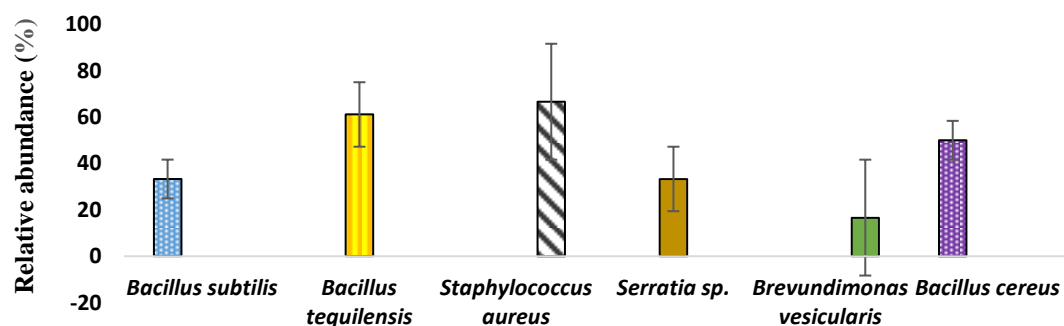 Relative abundance (%)
100
80
60
40
20
0
-20
Bacillus subtilis
Bacillus
tequilensis
Staphylococcus
aureus
Serratia sp.
Brevundimonas
vesicularis
Bacillus cereus